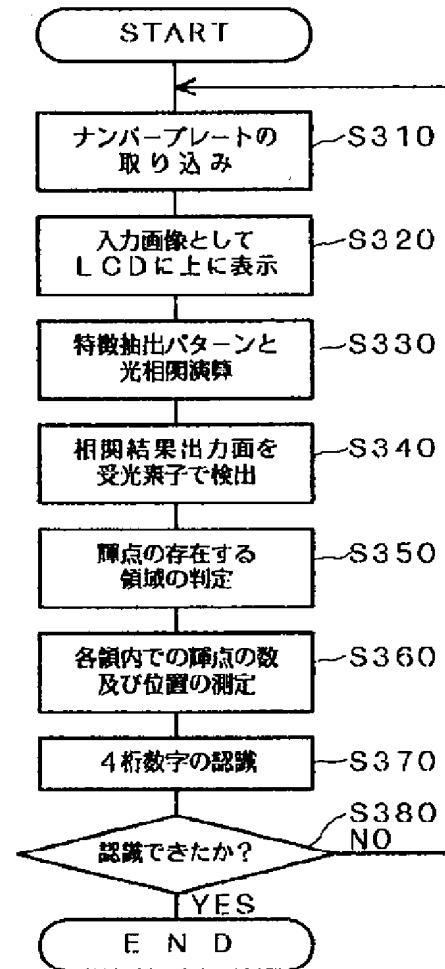 START
ナンバープレートの
取り込み
S310
入力画像として
LCDに上に表示
S320
特徴抽出パターンと
光相関演算
S330
相関結果出力面を
受光素子で検出
S340
輝点の存在する
領域の判定
S350
各領内での輝点の数
及び位置の測定
S360
4桁数字の認識
S370
認識できたか?
S380
NO
YES
END